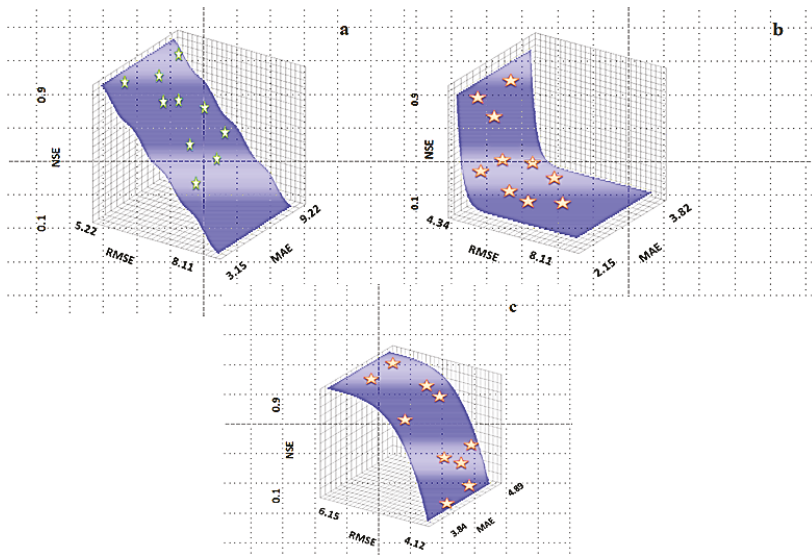 a
0.9
NSE
0.1
5.22
RMSE
8.11
3.15
MAE
9.22
b
0.9
NSE
0.1
4.34
RMSE
8.11
2.15
MAE
3.82
c
0.9
NSE
0.1
6.15
RMSE
4.12
3.84
MAE
4.89